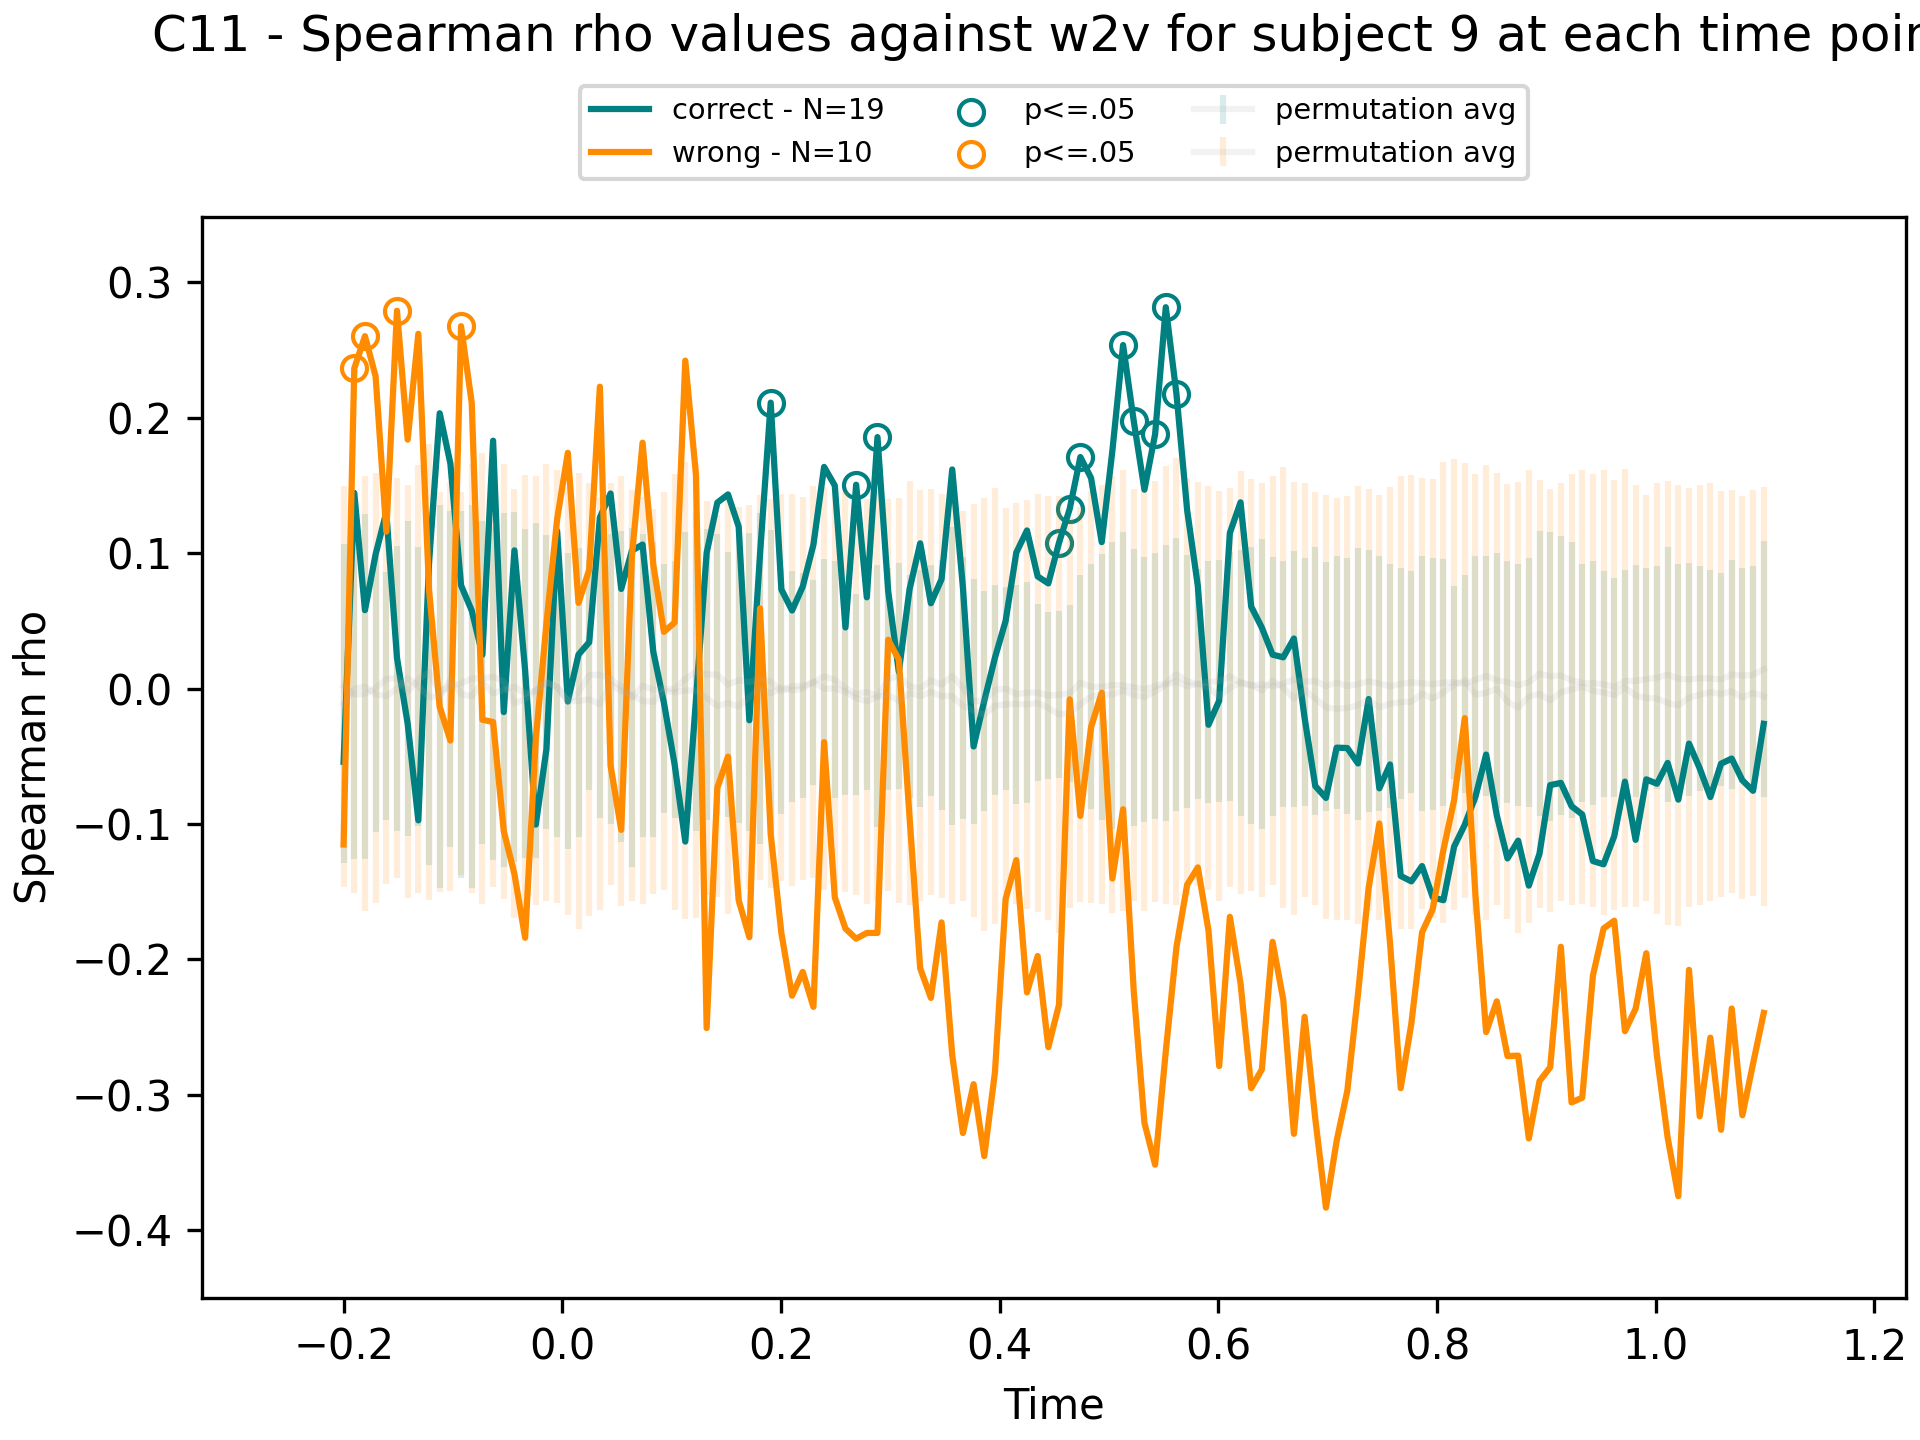 C11 - Spearman rho values against w2v for subject 9 at each time poin
correct - N=19 p<=.05 permutation avg
wrong - N=10 p<=.05 permutation avg
Spearman rho
0.3
0.2
0.1
0.0
−0.1
−0.2
−0.3
−0.4
−0.2 0.0 0.2 0.4 0.6 0.8 1.0 1.2
Time